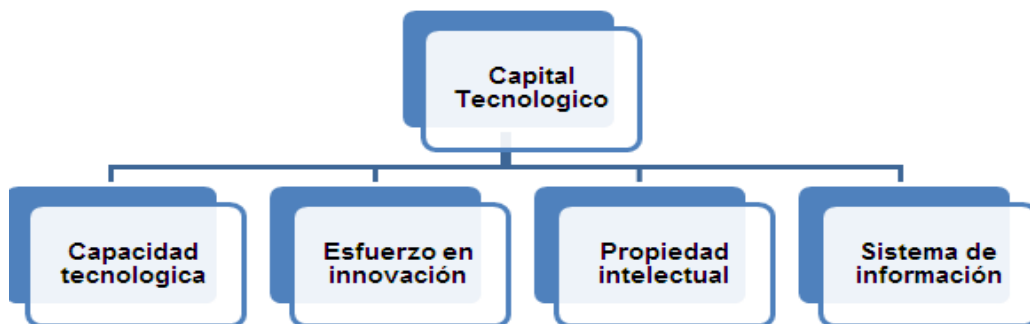 Capital
Tecnologico
Capacidad
tecnologica
Esfuerzo en
innovación
Propiedad
intelectual
Sistema de
información